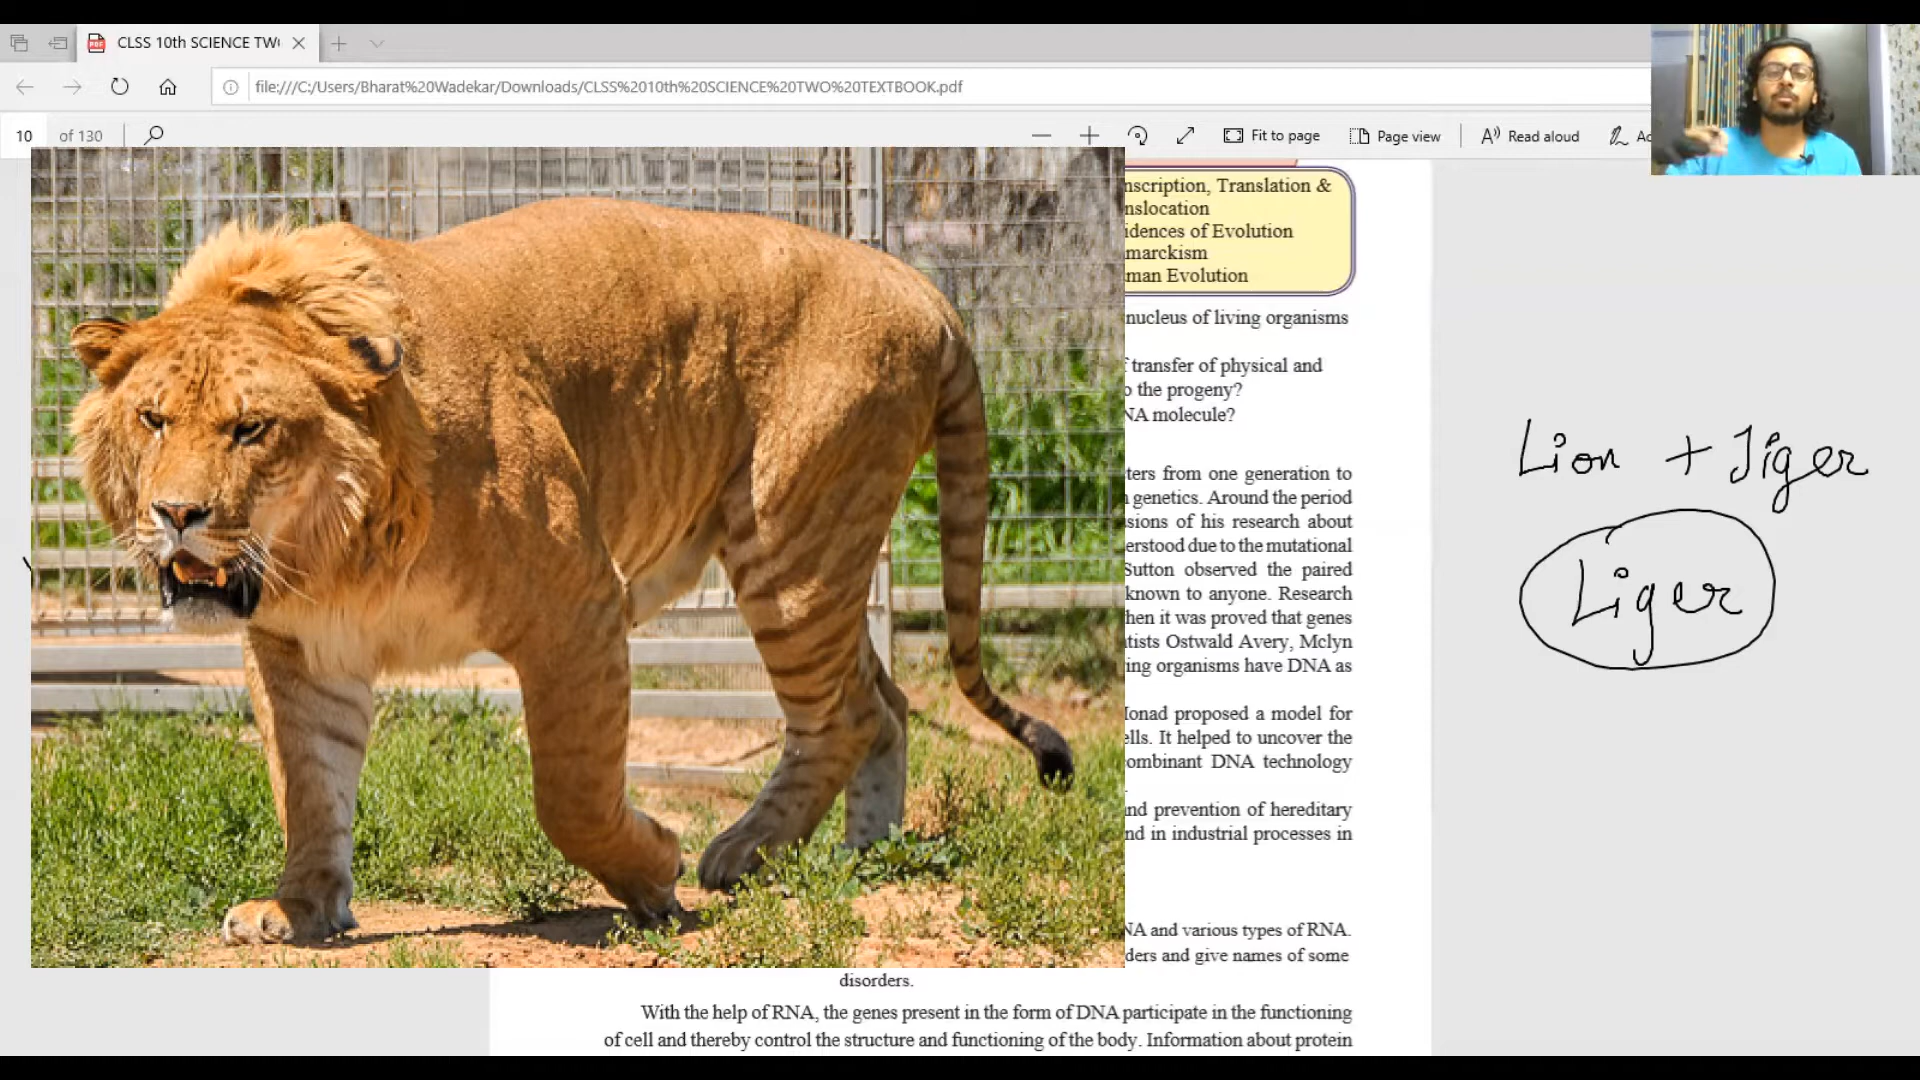 CLSS 10th SCIENCE TW
file:///C:/Users/Bharat%20Wadekar/Downloads/CLSS%2010th%20SCIENCE%20TWO%20TEXTBOOK.pdf
10 of 130
Fit to page
Page view
Read aloud
nscription, Translation &
nslocation
idences of Evolution
marckism
man Evolution
nucleus of living organisms
f transfer of physical and
o the progeny?
NA molecule?
ters from one generation to
n genetics. Around the period
sions of his research about
erstood due to the mutational
Sutton observed the paired
known to anyone. Research
hen it was proved that genes
tists Ostwald Avery, Mclyn
ing organisms have DNA as
Monad proposed a model for
ells. It helped to uncover the
ombinant DNA technology
nd prevention of hereditary
nd in industrial processes in
NA and various types of RNA.
ders and give names of some
disorders.
With the help of RNA, the genes present in the form of DNA participate in the functioning
of cell and thereby control the structure and functioning of the body. Information about protein
Lion + Tiger
Liger